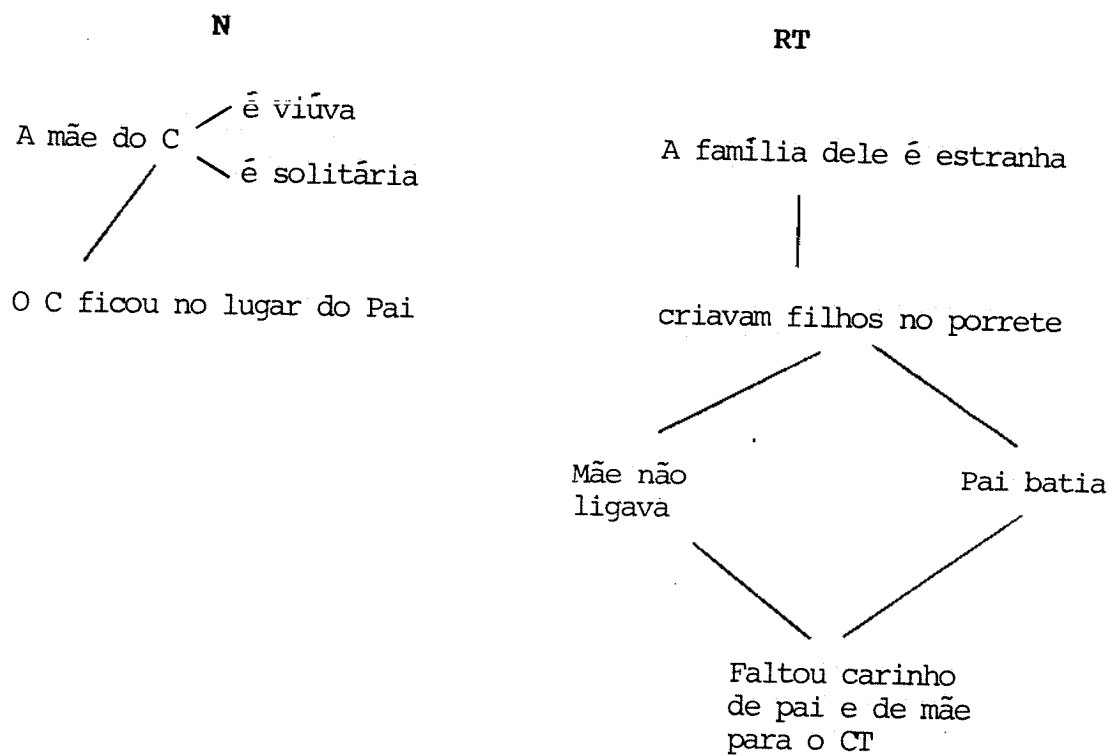 N
é viúva
A mãe do C
é solitária
O C ficou no lugar do Pai
RT
A família dele é estranha
criavam filhos no porrete
Mãe não
ligava
Pai batia
Faltou carinho
de pai e de mãe
para o CT